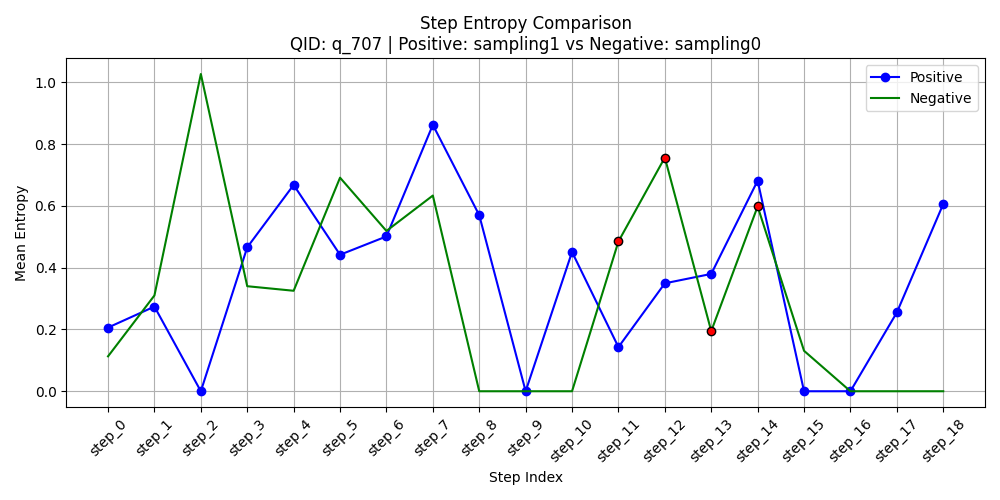 Step Entropy Comparison
QID: q_707 | Positive: sampling1 vs Negative: sampling0
Positive
Negative
Mean Entropy
1.0
0.8
0.6
0.4
0.2
0.0
step_0
step_1
step_2
step_3
step_4
step_5
step_6
step_7
step_8
step_9
step_10
step_11
step_12
step_13
step_14
step_15
step_16
step_17
step_18
Step Index